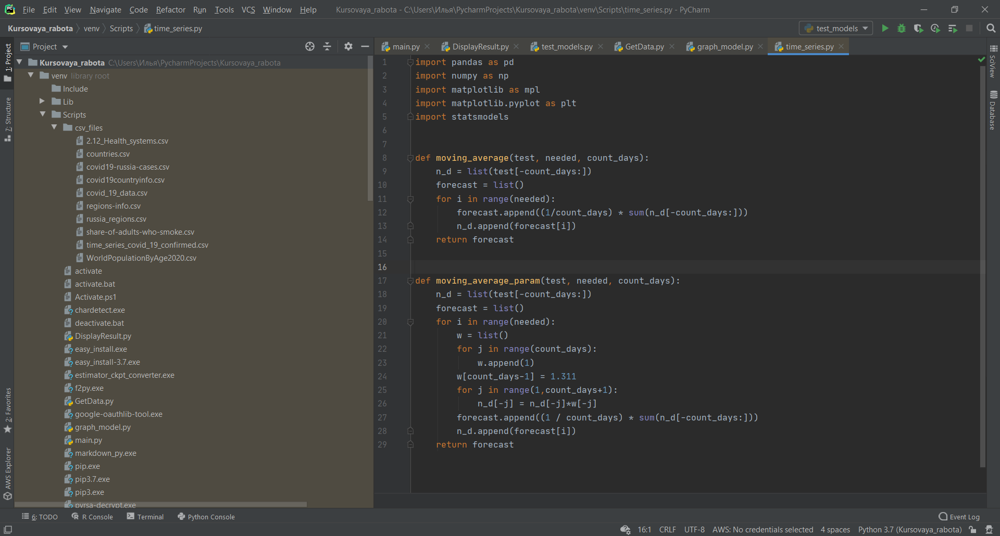 PC File Edit View Navigate Code Refactor Run Tools VCS Window Help Kursovaya_rabota - C:\Users\Илья\PycharmProjects\Kursovaya_rabota\venv\Scripts\time_series.py - PyCharm
Kursovaya_rabota venv Scripts time_series.py test_models
1: Project
7: Structure
2: Favorites
AWS Explorer
Project
Kursovaya_rabota C:\Users\Илья\PycharmProjects\Kursovaya_rabota
venv library root
Include
Lib
Scripts
csv_files
2.12_Health_systems.csv
countries.csv
covid19-russia-cases.csv
covid19countryinfo.csv
covid_19_data.csv
regions-info.csv
russia_regions.csv
share-of-adults-who-smoke.csv
time_series_covid_19_confirmed.csv
WorldPopulationByAge2020.csv
activate
activate.bat
Activate.ps1
chardetect.exe
deactivate.bat
DisplayResult.py
easy_install.exe
easy_install-3.7.exe
estimator_ckpt_converter.exe
f2py.exe
GetData.py
google-oauthlib-tool.exe
graph_model.py
main.py
markdown_py.exe
pip.exe
pip3.7.exe
pip3.exe
pyrsa-decrypt.exe
main.py DisplayResult.py test_models.py GetData.py graph_model.py time_series.py
1 import pandas as pd
2 import numpy as np
3 import matplotlib as mpl
4 import matplotlib.pyplot as plt
5 import statsmodels
6
7
8 def moving_average(test, needed, count_days):
9 n_d = list(test[-count_days:])
10 forecast = list()
11 for i in range(needed):
12 forecast.append((1/count_days) * sum(n_d[-count_days:]))
13 n_d.append(forecast[i])
14 return forecast
15
16
17 def moving_average_param(test, needed, count_days):
18 n_d = list(test[-count_days:])
19 forecast = list()
20 for i in range(needed):
21 w = list()
22 for j in range(count_days):
23 w.append(1)
24 w[count_days-1] = 1.311
25 for j in range(1,count_days+1):
26 n_d[-j] = n_d[-j]*w[-j]
27 forecast.append((1 / count_days) * sum(n_d[-count_days:]))
28 n_d.append(forecast[i])
29 return forecast
SciView
Database
6: TODO R Console Terminal Python Console Event Log
16:1 CRLF UTF-8 AWS: No credentials selected 4 spaces Python 3.7 (Kursovaya_rabota)